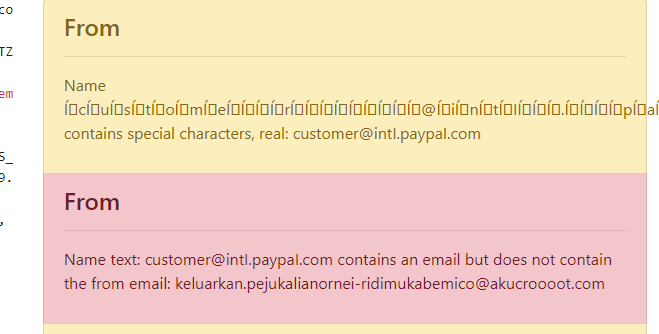 co
From
TZ
Name
em
contains special characters, real: customer@intl.paypal.com
S_
9.
From
,
Name text: customer@intl.paypal.com contains an email but does not contain
the from email: keluarkan.pejukalianornei-ridimukabemico@akucroooot.com